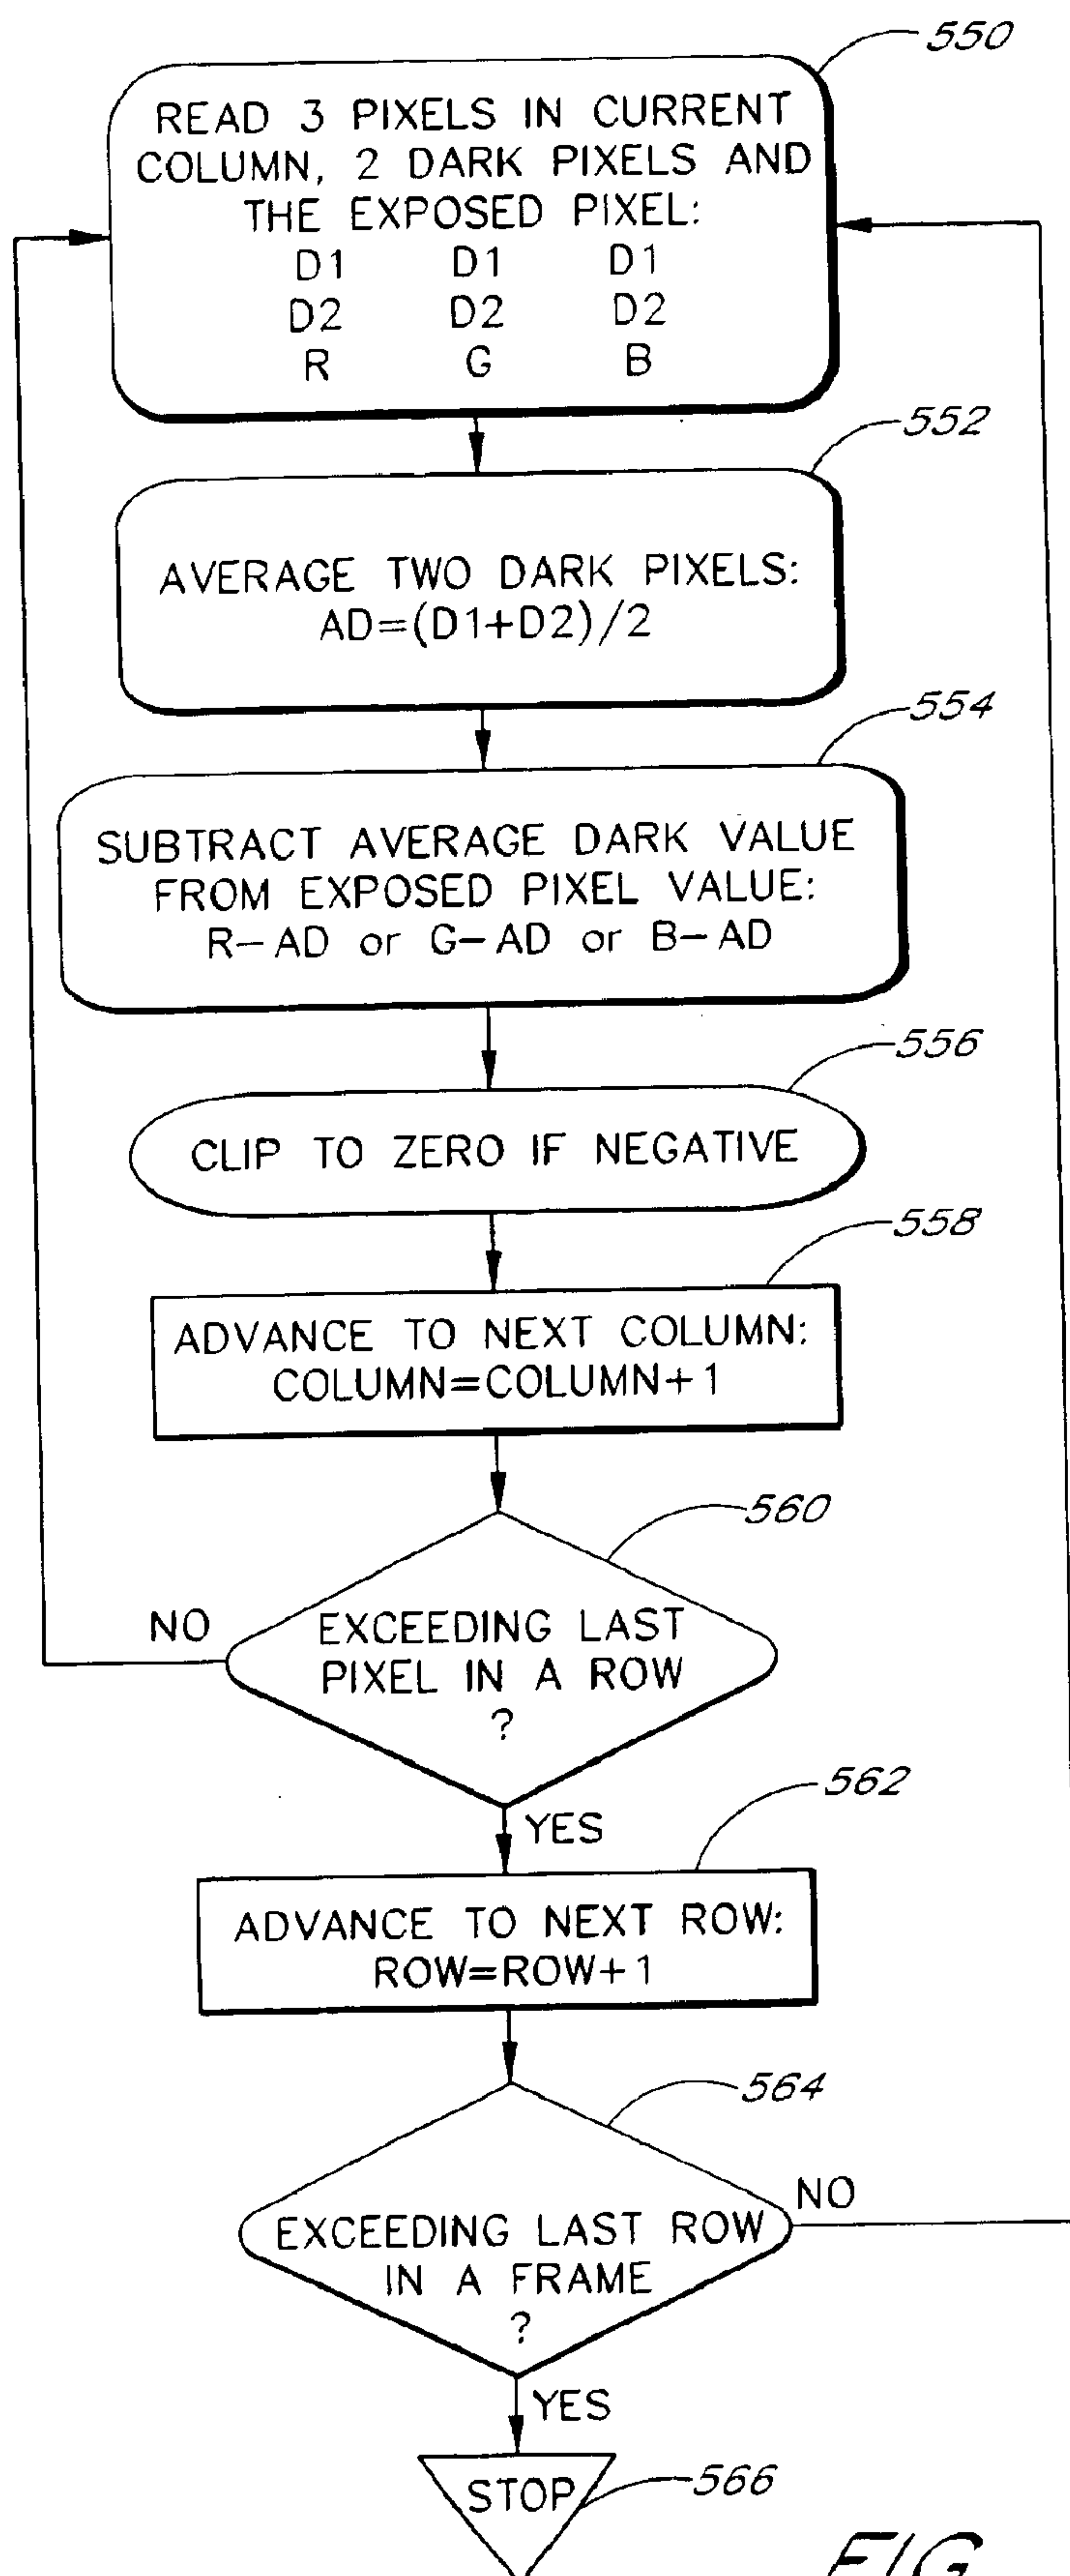 550
READ 3 PIXELS IN CURRENT
COLUMN, 2 DARK PIXELS AND
THE EXPOSED PIXEL:
D1 D1 D1
D2 D2 D2
R G B
552
AVERAGE TWO DARK PIXELS:
AD=(D1+D2)/2
554
SUBTRACT AVERAGE DARK VALUE
FROM EXPOSED PIXEL VALUE:
R-AD or G-AD or B-AD
556
CLIP TO ZERO IF NEGATIVE
558
ADVANCE TO NEXT COLUMN:
COLUMN=COLUMN+1
560
NO
EXCEEDING LAST
PIXEL IN A ROW
?
YES
562
ADVANCE TO NEXT ROW:
ROW=ROW+1
564
NO
EXCEEDING LAST ROW
IN A FRAME
?
YES
STOP
566
FIG